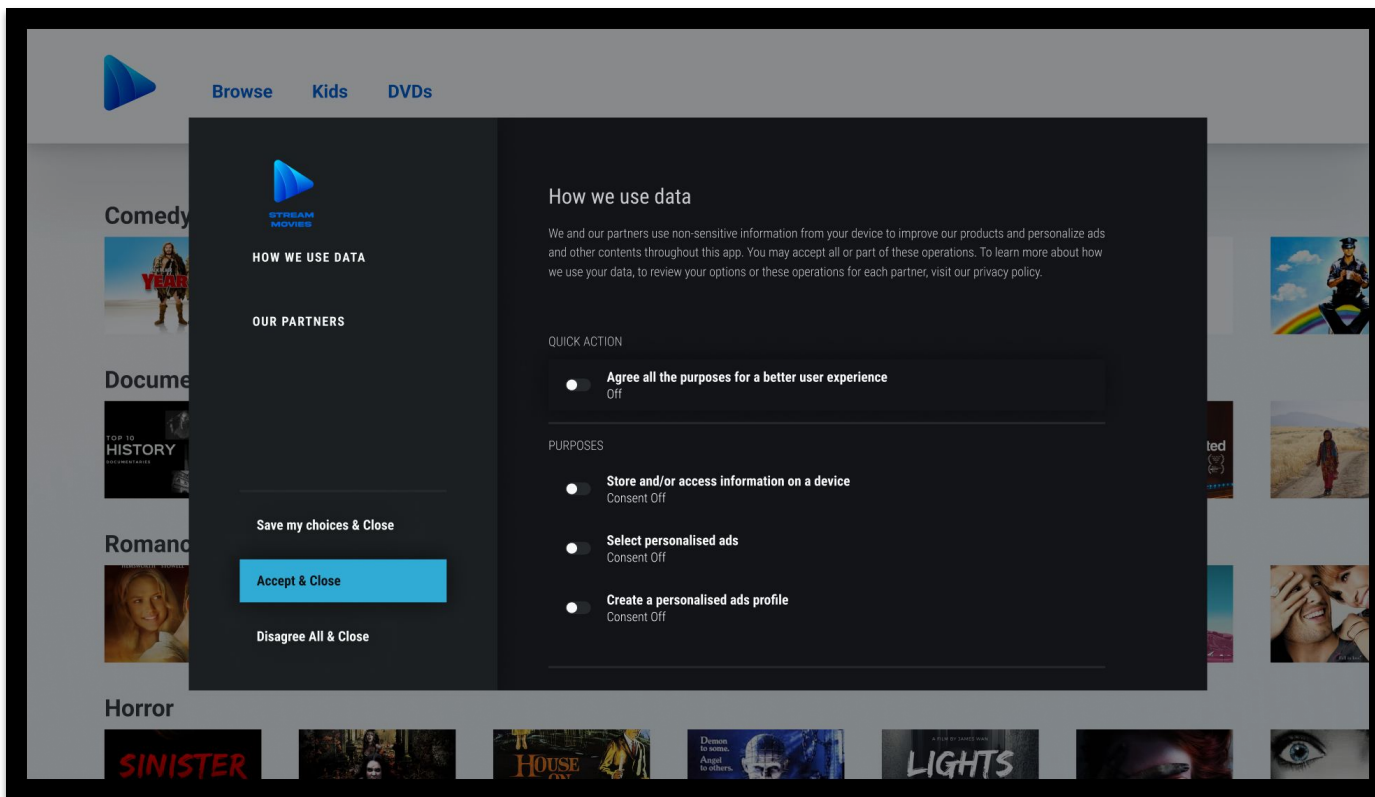 Browse Kids DVDs
Comedy
YEAR
STREAM
MOVIES
HOW WE USE DATA
OUR PARTNERS
How we use data
We and our partners use non-sensitive information from your device to improve our products and personalize ads
and other contents throughout this app. You may accept all or part of these operations. To learn more about how
we use your data, to review your options or these operations for each partner, visit our privacy policy.
QUICK ACTION
Agree all the purposes for a better user experience
Off
Docume
TOP 10
HISTORY
DOCUMENTARIES
ted
PURPOSES
Store and/or access information on a device
Consent Off
Select personalised ads
Consent Off
Create a personalised ads profile
Consent Off
Save my choices & Close
Accept & Close
Disagree All & Close
Romanc
Horror
SINISTER
HOUSE
ON
Demon
to some.
Angel
to others.
A FILM BY JAMES WAN
LIGHTS